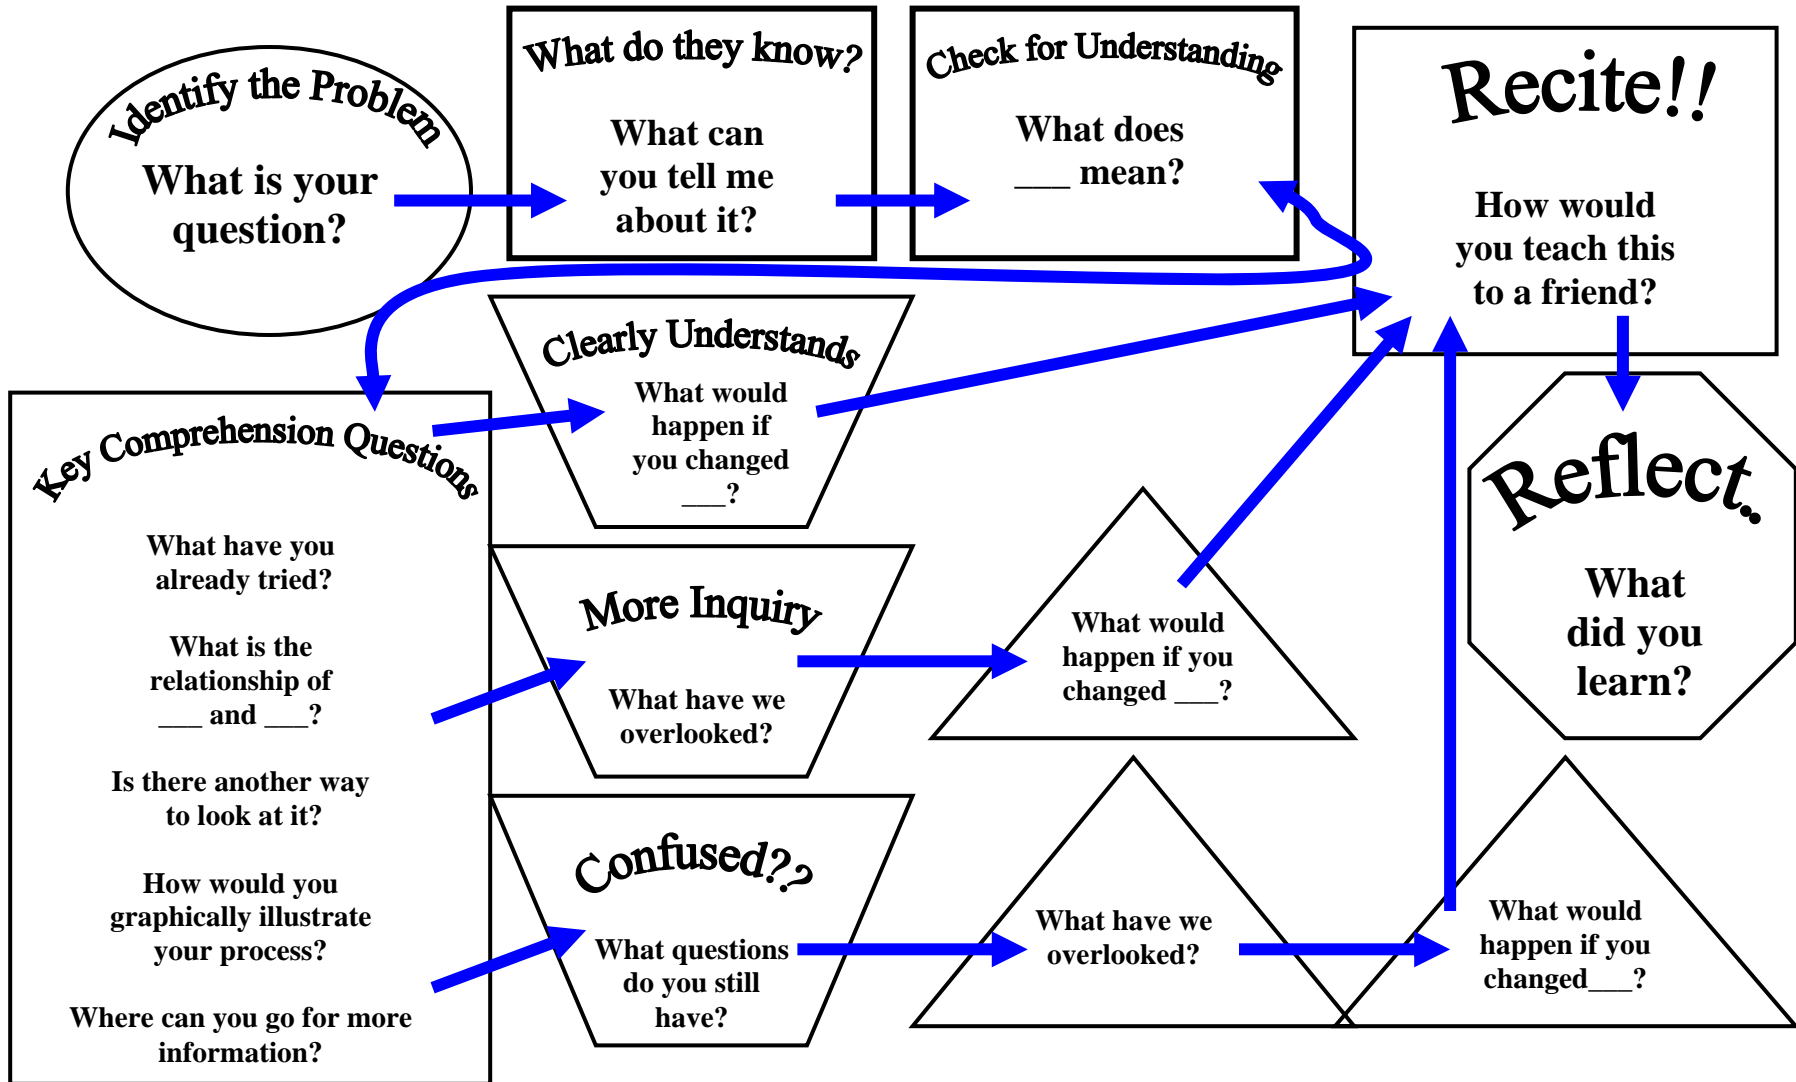 Identify the Problem
What is your
question?
What do they know?
What can
you tell me
about it?
Check for Understanding
What does
___ mean?
Recite!!
How would
you teach this
to a friend?
Key Comprehension Questions
What have you
already tried?
What is the
relationship of
___ and ___?
Is there another way
to look at it?
How would you
graphically illustrate
your process?
Where can you go for more
information?
Clearly Understands
What would
happen if
you changed
___?
More Inquiry
What have we
overlooked?
What would
happen if you
changed ___?
Confused??
What questions
do you still
have?
What have we
overlooked?
What would
happen if you
changed___?
Reflect..
What
did you
learn?